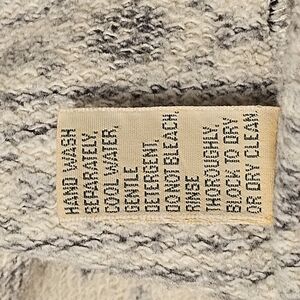 HAND WASH
SEPARATELY,
COOL WATER,
GENTLE
DETERGENT.
DO NOT BLEACH,
RINSE
THOROUGHLY
BLOCK TO DRY
OR DRY CLEAN